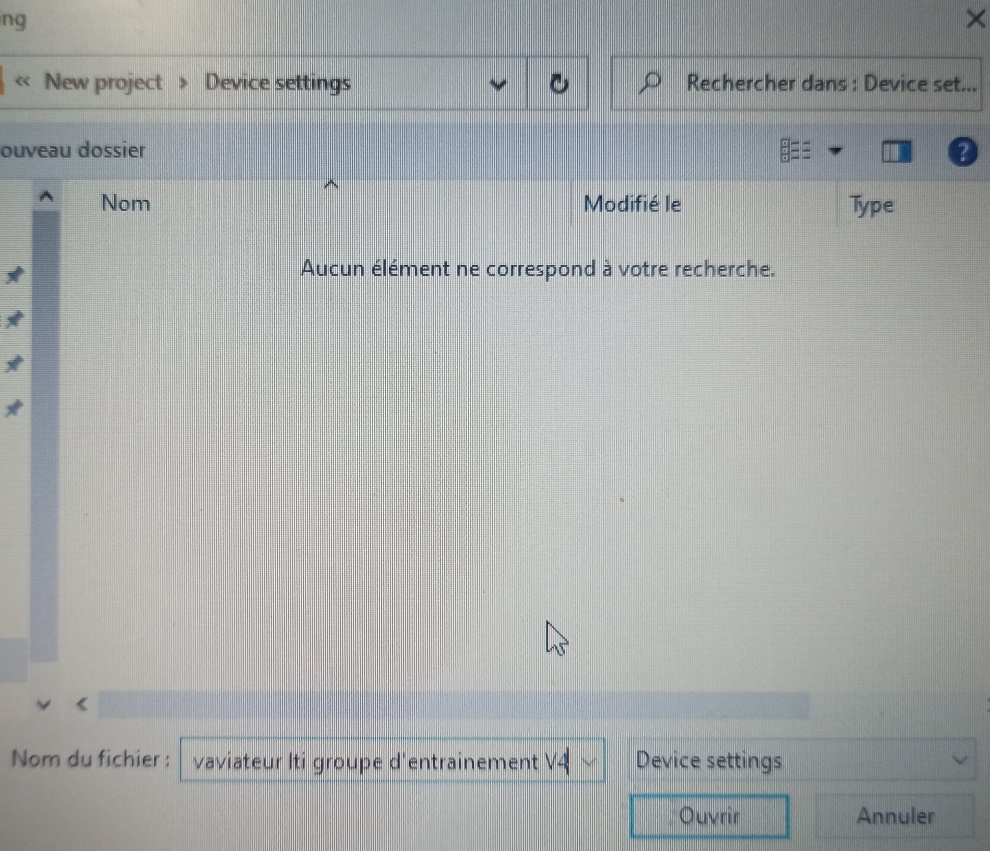 ing
« New project › Device settings
Rechercher dans : Device set...
ouveau dossier
Nom
Modifié le
Type
Aucun élément ne correspond à votre recherche.
Nom du fichier : vaviateur lti groupe d'entrainement V4
Device settings
Ouvrir
Annuler